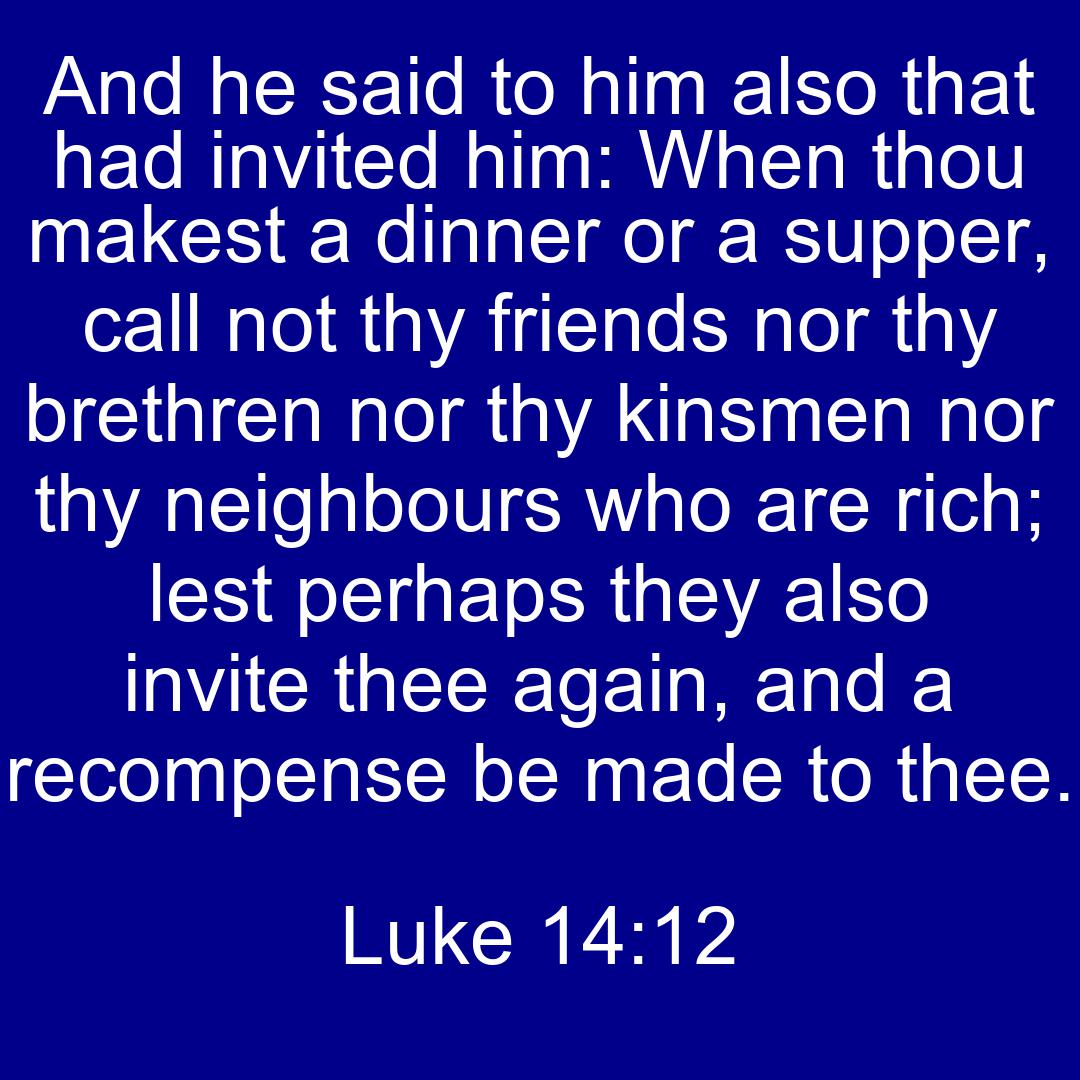 And he said to him also that
had invited him: When thou
makest a dinner or a supper,
call not thy friends nor thy
brethren nor thy kinsmen nor
thy neighbours who are rich;
lest perhaps they also
invite thee again, and a
recompense be made to thee.
Luke 14:12